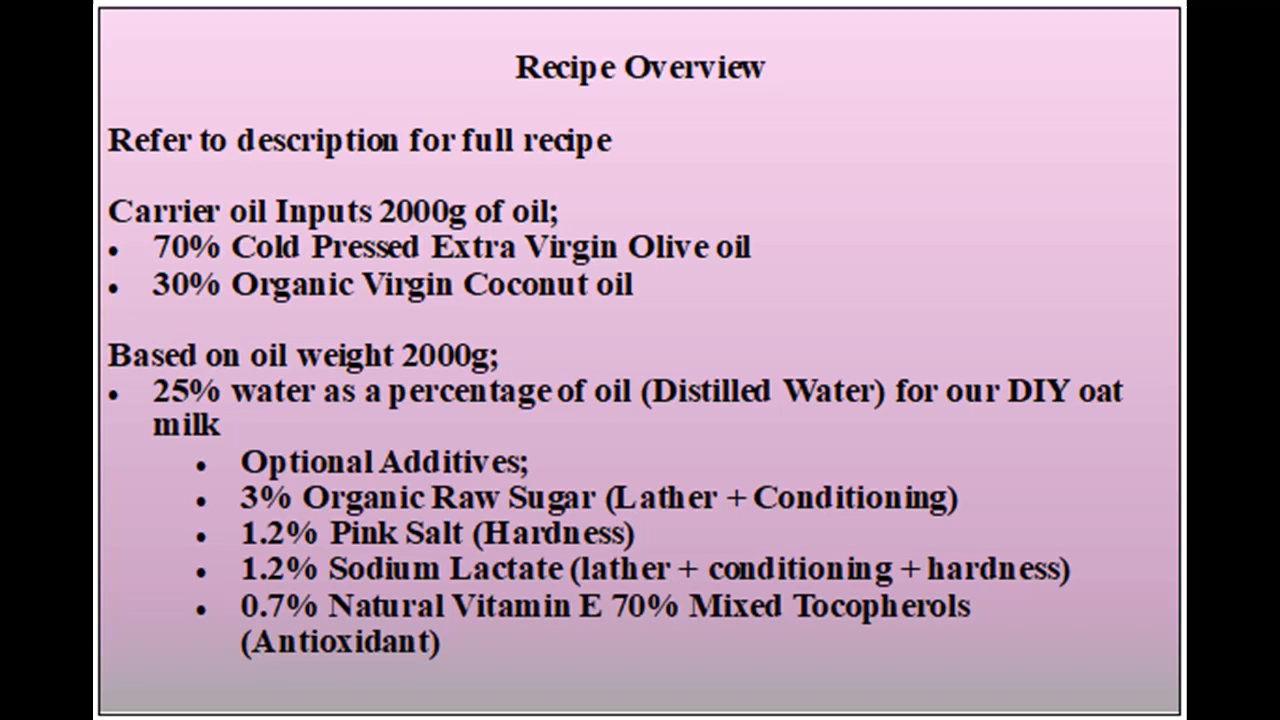 Recipe Overview
Refer to description for full recipe
Carrier oil Inputs 2000g of oil;
• 70% Cold Pressed Extra Virgin Olive oil
• 30% Organic Virgin Coconut oil
Based on oil weight 2000g;
• 25% water as a percentage of oil (Distilled Water) for our DIY oat
milk
• Optional Additives;
• 3% Organic Raw Sugar (Lather + Conditioning)
• 1.2% Pink Salt (Hardness)
• 1.2% Sodium Lactate (lather + conditioning + hardness)
• 0.7% Natural Vitamin E 70% Mixed Tocopherols
(Antioxidant)